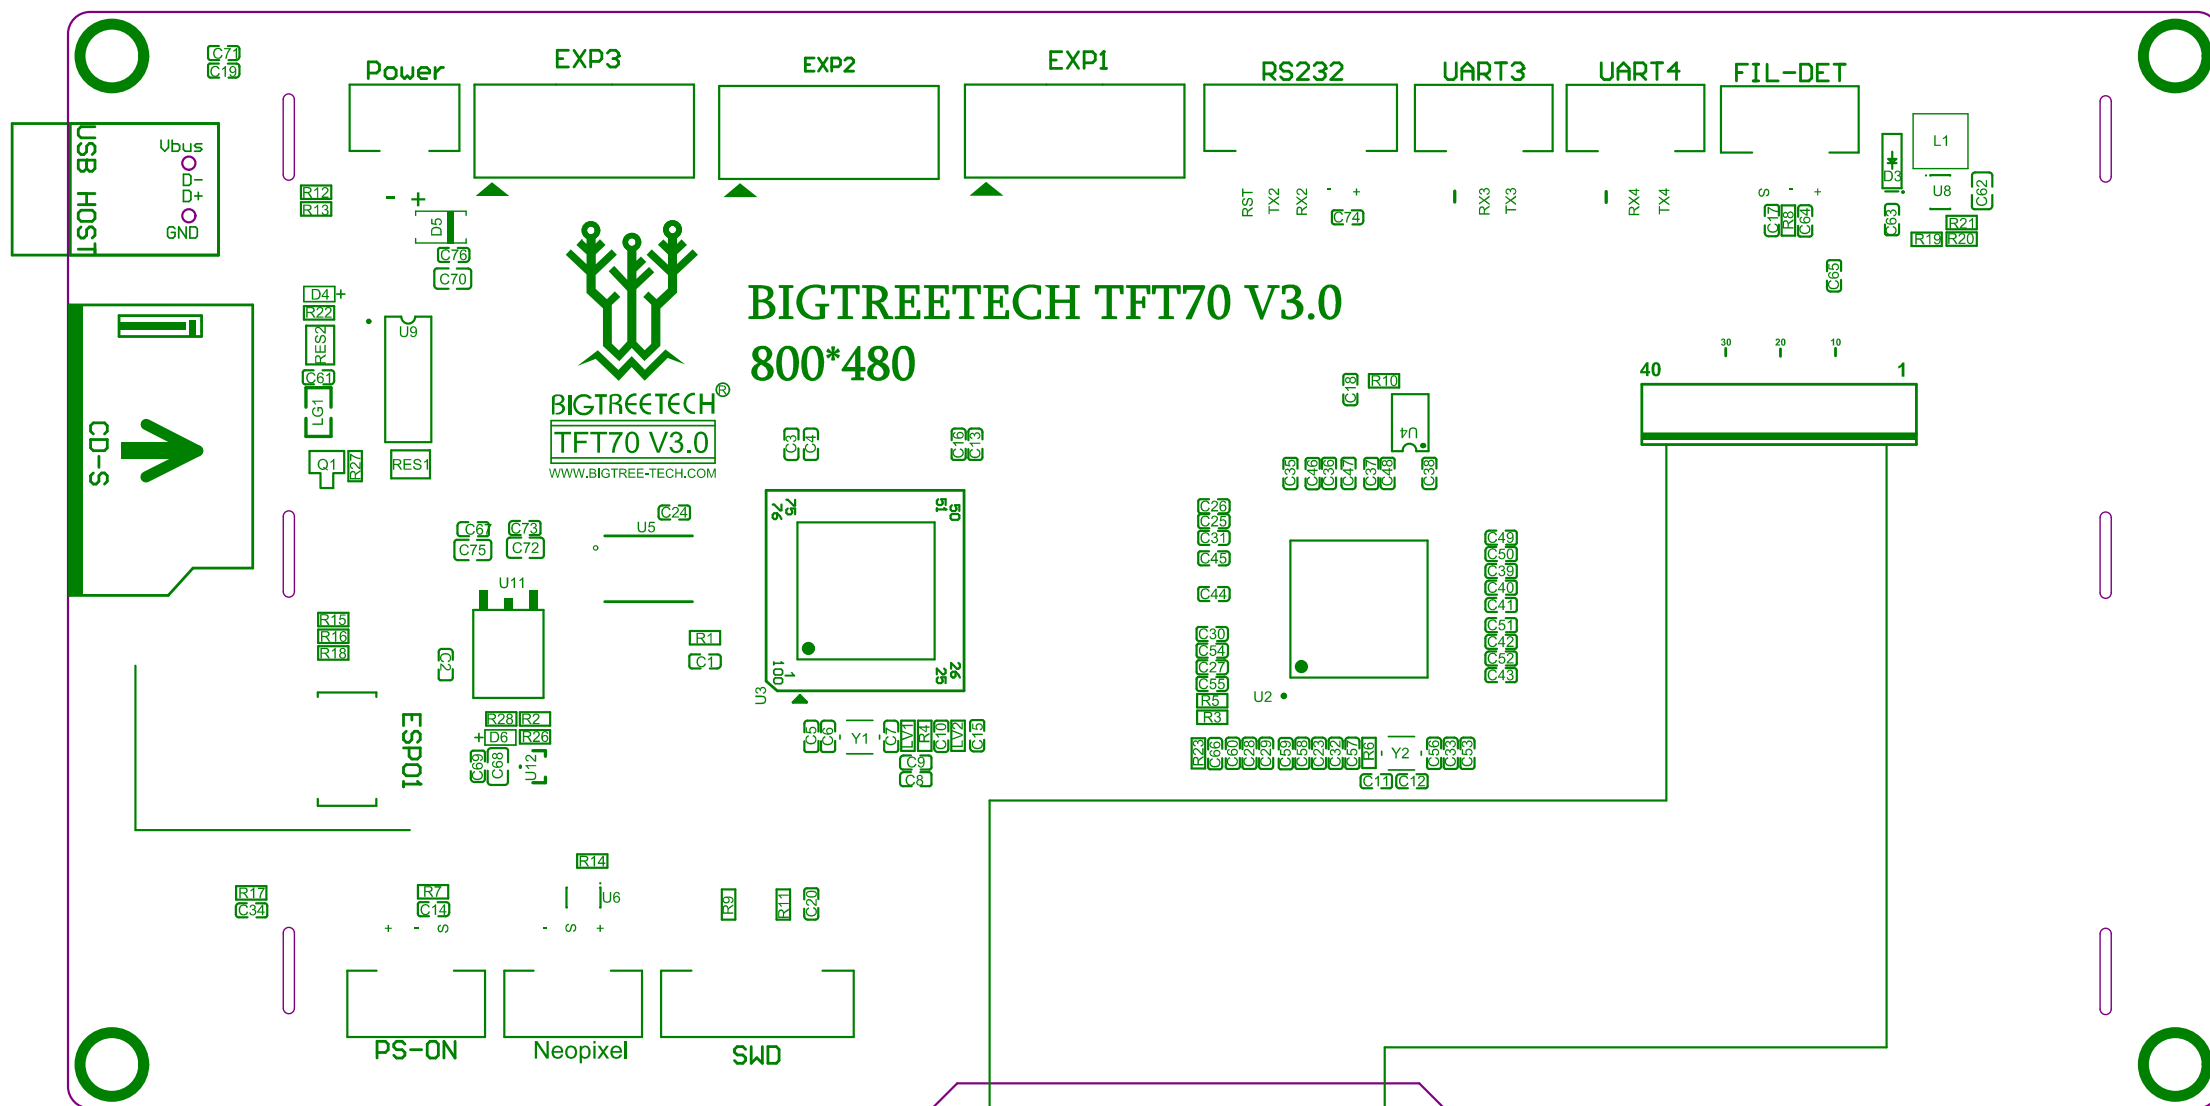 C71
C19
Power
EXP3
EXP2
EXP1
RS232
UART3
UART4
FIL-DET
USB HOST
Vbus
D-
D+
GND
R12
R13
- +
D5
C76
C70
RST
TX2
RX2
-
+
C74
RX3
TX3
RX4
TX4
S
-
+
C17
R8
C64
C65
D3
C63
L1
U8
C62
R21
R19
R20
D4
+
R22
RES2
C61
LG1
U9
Q1
R27
RES1
CD-S
BIGTREETECH TFT70 V3.0
800*480
®
BIGTREETECH
TFT70 V3.0
WWW.BIGTREE-TECH.COM
30
20
10
40
1
C18
R10
U4
C3
C4
C16
C13
C35
C46
C36
C47
C37
C48
C38
C24
U5
C67
C73
C75
C72
U11
75
76
51
50
C26
C25
C31
C45
C44
C30
C54
C27
C55
R5
R3
C49
C50
C39
C40
C41
C51
C42
C52
C43
R15
R16
R18
C2
R1
C1
100
1
26
25
U3
U2
ESP01
R28
R2
+
D6
R26
C69
C68
U12
C5
C6
Y1
C7
LV1
R4
C10
LV2
C15
C9
C8
R23
C66
C60
C28
C29
C59
C58
C23
C32
C57
R6
Y2
C56
C33
C53
C11
C12
R14
R17
C34
R7
C14
U6
R9
R11
C20
+
-
S
-
S
+
PS-ON
Neopixel
SWD